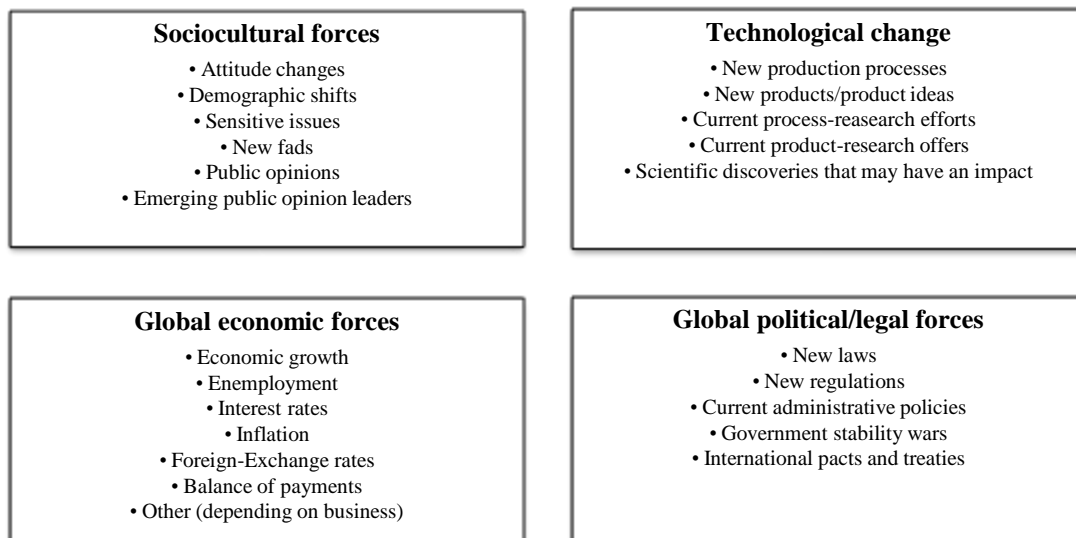 Sociocultural forces
• Attitude changes
• Demographic shifts
• Sensitive issues
• New fads
• Public opinions
• Emerging public opinion leaders
Technological change
• New production processes
• New products/product ideas
• Current process-reasearch efforts
• Current product-research offers
• Scientific discoveries that may have an impact
Global economic forces
• Economic growth
• Enemployment
• Interest rates
• Inflation
• Foreign-Exchange rates
• Balance of payments
• Other (depending on business)
Global political/legal forces
• New laws
• New regulations
• Current administrative policies
• Government stability wars
• International pacts and treaties